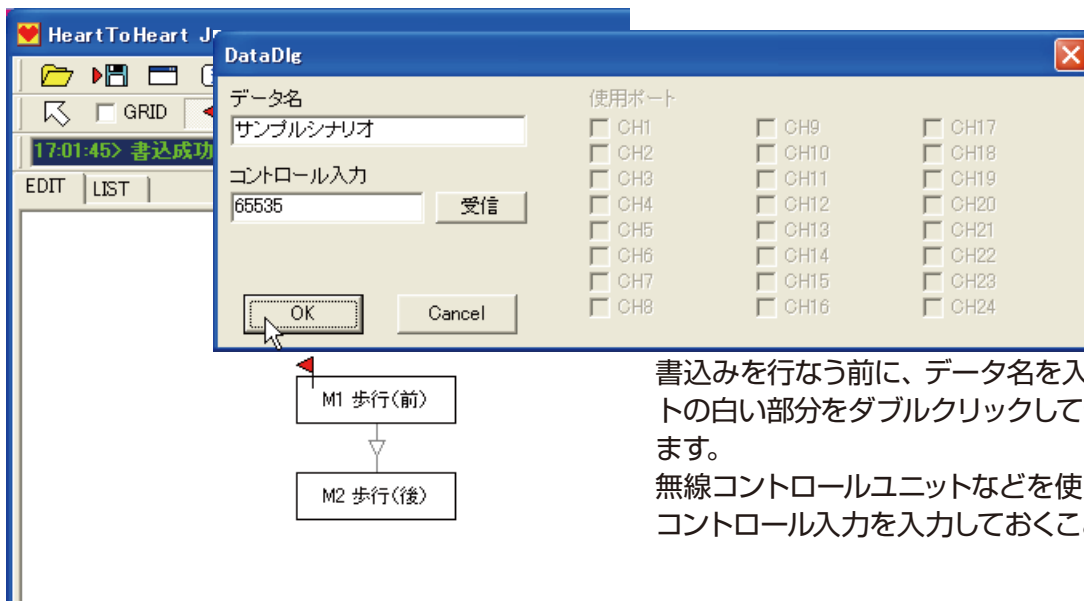 HeartToHeart Jr
DataDlg
GRID
17:01:45> 書込成功
EDIT LIST
データ名
サンプルシナリオ
コントロール入力
65535 受信
OK Cancel
使用ポート
CH1 CH9 CH17
CH2 CH10 CH18
CH3 CH11 CH19
CH4 CH12 CH20
CH5 CH13 CH21
CH6 CH14 CH22
CH7 CH15 CH23
CH8 CH16 CH24
M1 歩行(前)
M2 歩行(後)
書込みを行なう前に、データ名を入
トの白い部分をダブルクリックして
ます。
無線コントロールユニットなどを使
コントロール入力を入力しておくこ